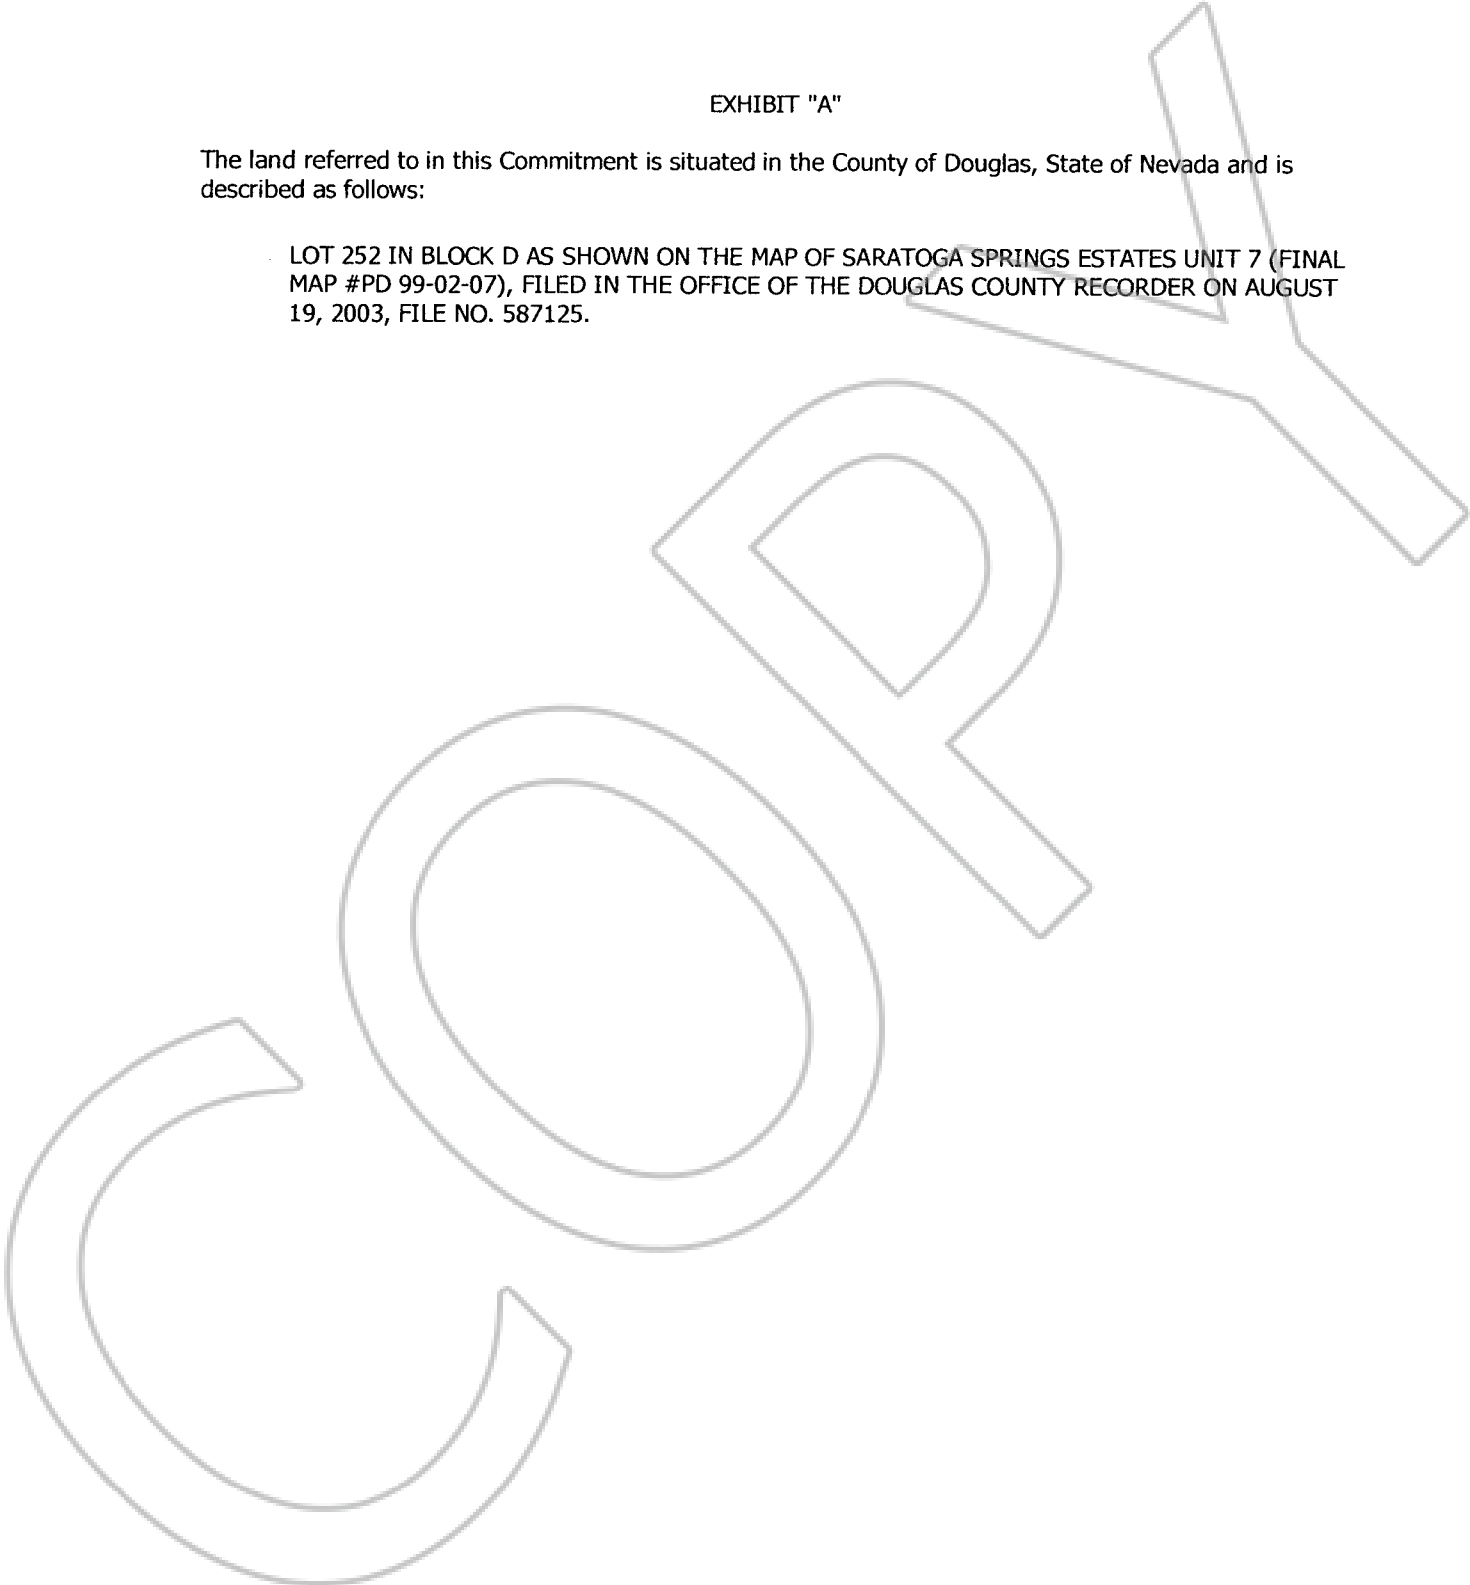 EXHIBIT "A"
The land referred to in this Commitment is situated in the County of Douglas, State of Nevada and is
described as follows:
LOT 252 IN BLOCK D AS SHOWN ON THE MAP OF SARATOGA SPRINGS ESTATES UNIT 7 (FINAL
MAP #PD 99-02-07), FILED IN THE OFFICE OF THE DOUGLAS COUNTY RECORDER ON AUGUST
19, 2003, FILE NO. 587125.
COPY